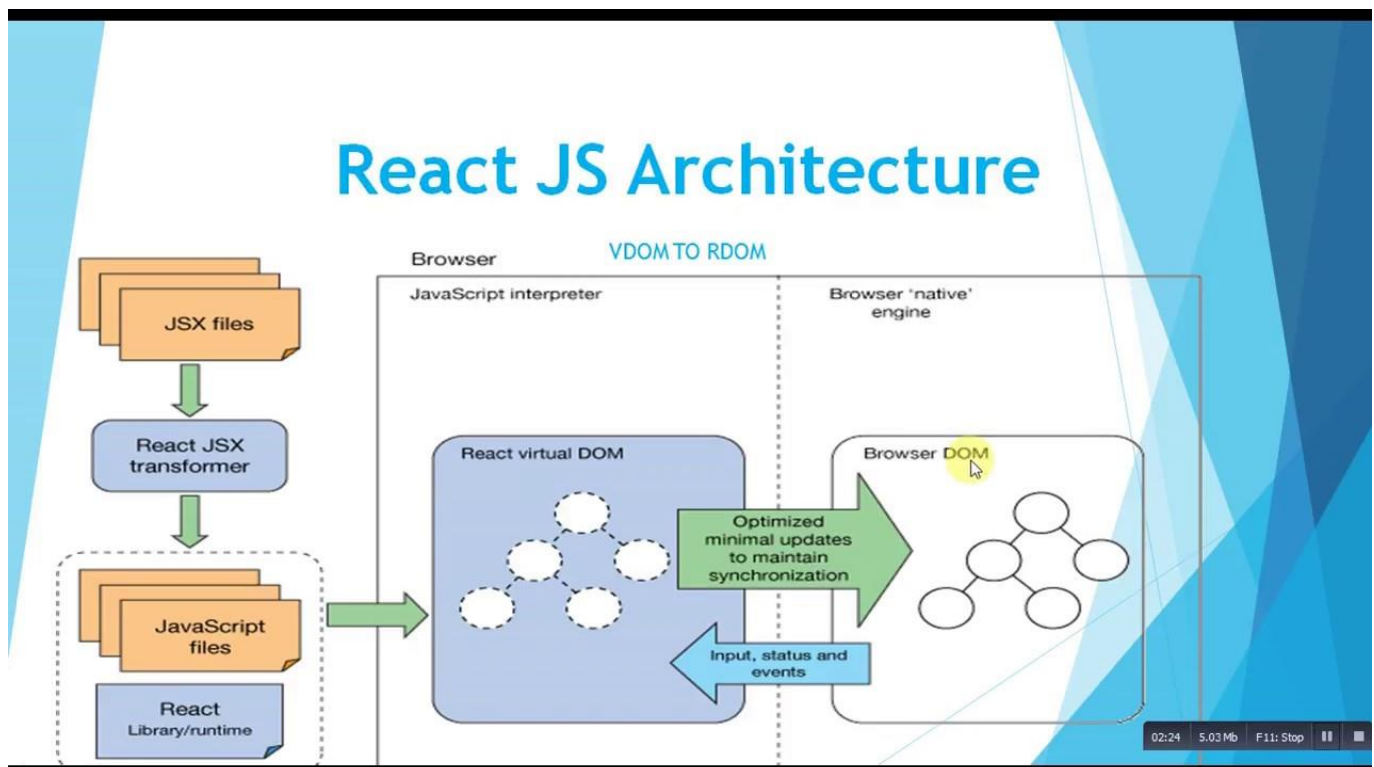 React JS Architecture
VDOM TO RDOM
Browser
JavaScript interpreter
Browser 'native'
engine
JSX files
React JSX
transformer
JavaScript
files
React
Library/runtime
React virtual DOM
Optimized
minimal updates
to maintain
synchronization
Input, status and
events
Browser DOM
02:24 5.03 Mb F11: Stop